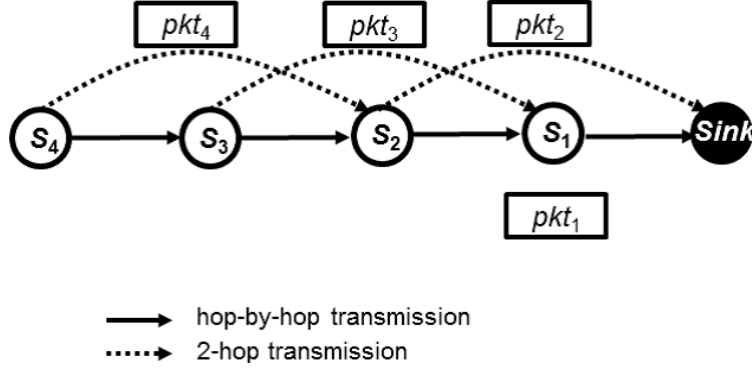 pkt₄ pkt₃ pkt₂
S₄ S₃ S₂ S₁ Sink
pkt₁
hop-by-hop transmission
2-hop transmission